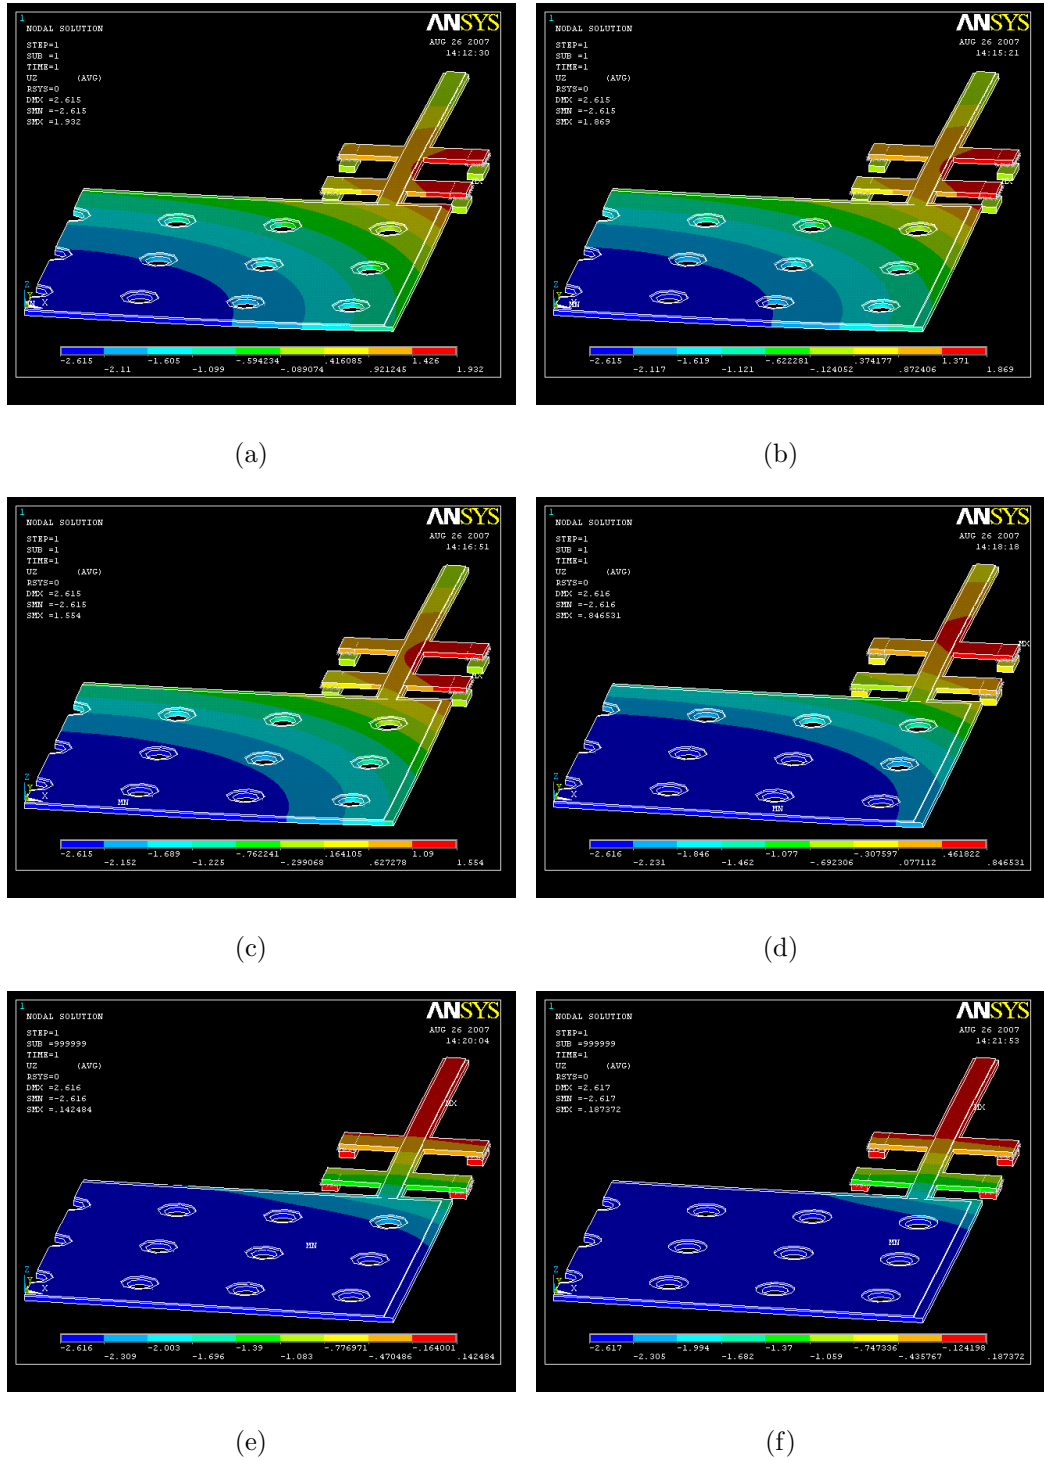 1
NODAL SOLUTION
STEP=1
SUB =1
TIME=1
UZ (AVG)
RSYS=0
DMX =2.615
SMN =-2.615
SMX =1.932
ANSYS
AUG 26 2007
14:12:30
MX
MN
Z
Y
X
-2.615 -1.605 -.594234 .416085 1.426
-2.11 -1.099 -.089074 .921245 1.932
(a)
1
NODAL SOLUTION
STEP=1
SUB =1
TIME=1
UZ (AVG)
RSYS=0
DMX =2.615
SMN =-2.615
SMX =1.869
ANSYS
AUG 26 2007
14:15:21
MX
MN
Z
Y
X
-2.615 -1.619 -.622281 .374177 1.371
-2.117 -1.121 -.124052 .872406 1.869
(b)
1
NODAL SOLUTION
STEP=1
SUB =1
TIME=1
UZ (AVG)
RSYS=0
DMX =2.615
SMN =-2.615
SMX =1.554
ANSYS
AUG 26 2007
14:16:51
MX
MN
Z
Y
X
-2.615 -1.689 -.762241 .164105 1.09
-2.152 -1.225 -.299068 .627278 1.554
(c)
1
NODAL SOLUTION
STEP=1
SUB =1
TIME=1
UZ (AVG)
RSYS=0
DMX =2.616
SMN =-2.616
SMX =.846531
ANSYS
AUG 26 2007
14:18:18
MX
MN
Z
Y
X
-2.616 -1.846 -1.077 -.307597 .461822
-2.231 -1.462 -.692306 .077112 .846531
(d)
1
NODAL SOLUTION
STEP=1
SUB =999999
TIME=1
UZ (AVG)
RSYS=0
DMX =2.616
SMN =-2.616
SMX =.142484
ANSYS
AUG 26 2007
14:20:04
MX
MN
Z
Y
X
-2.616 -2.003 -1.39 -.776971 -.164001
-2.309 -1.696 -1.083 -.470486 .142484
(e)
1
NODAL SOLUTION
STEP=1
SUB =999999
TIME=1
UZ (AVG)
RSYS=0
DMX =2.617
SMN =-2.617
SMX =.187372
ANSYS
AUG 26 2007
14:21:53
MX
MN
Z
Y
X
-2.617 -1.994 -1.37 -.747336 -.124198
-2.305 -1.682 -1.059 -.435767 .187372
(f)